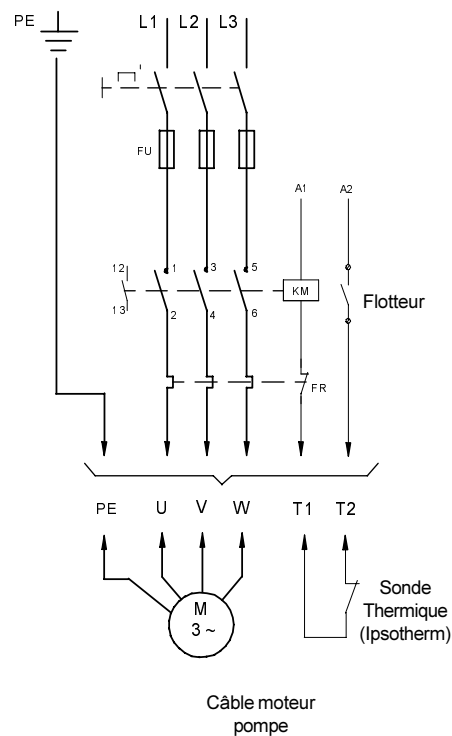 PE
L1 L2 L3
FU
A1 A2
12 1 3 5
KM
Flotteur
13 2 4 6
FR
PE U V W T1 T2
M
3 ~
Sonde
Thermique
(Ipsotherm)
Câble moteur
pompe